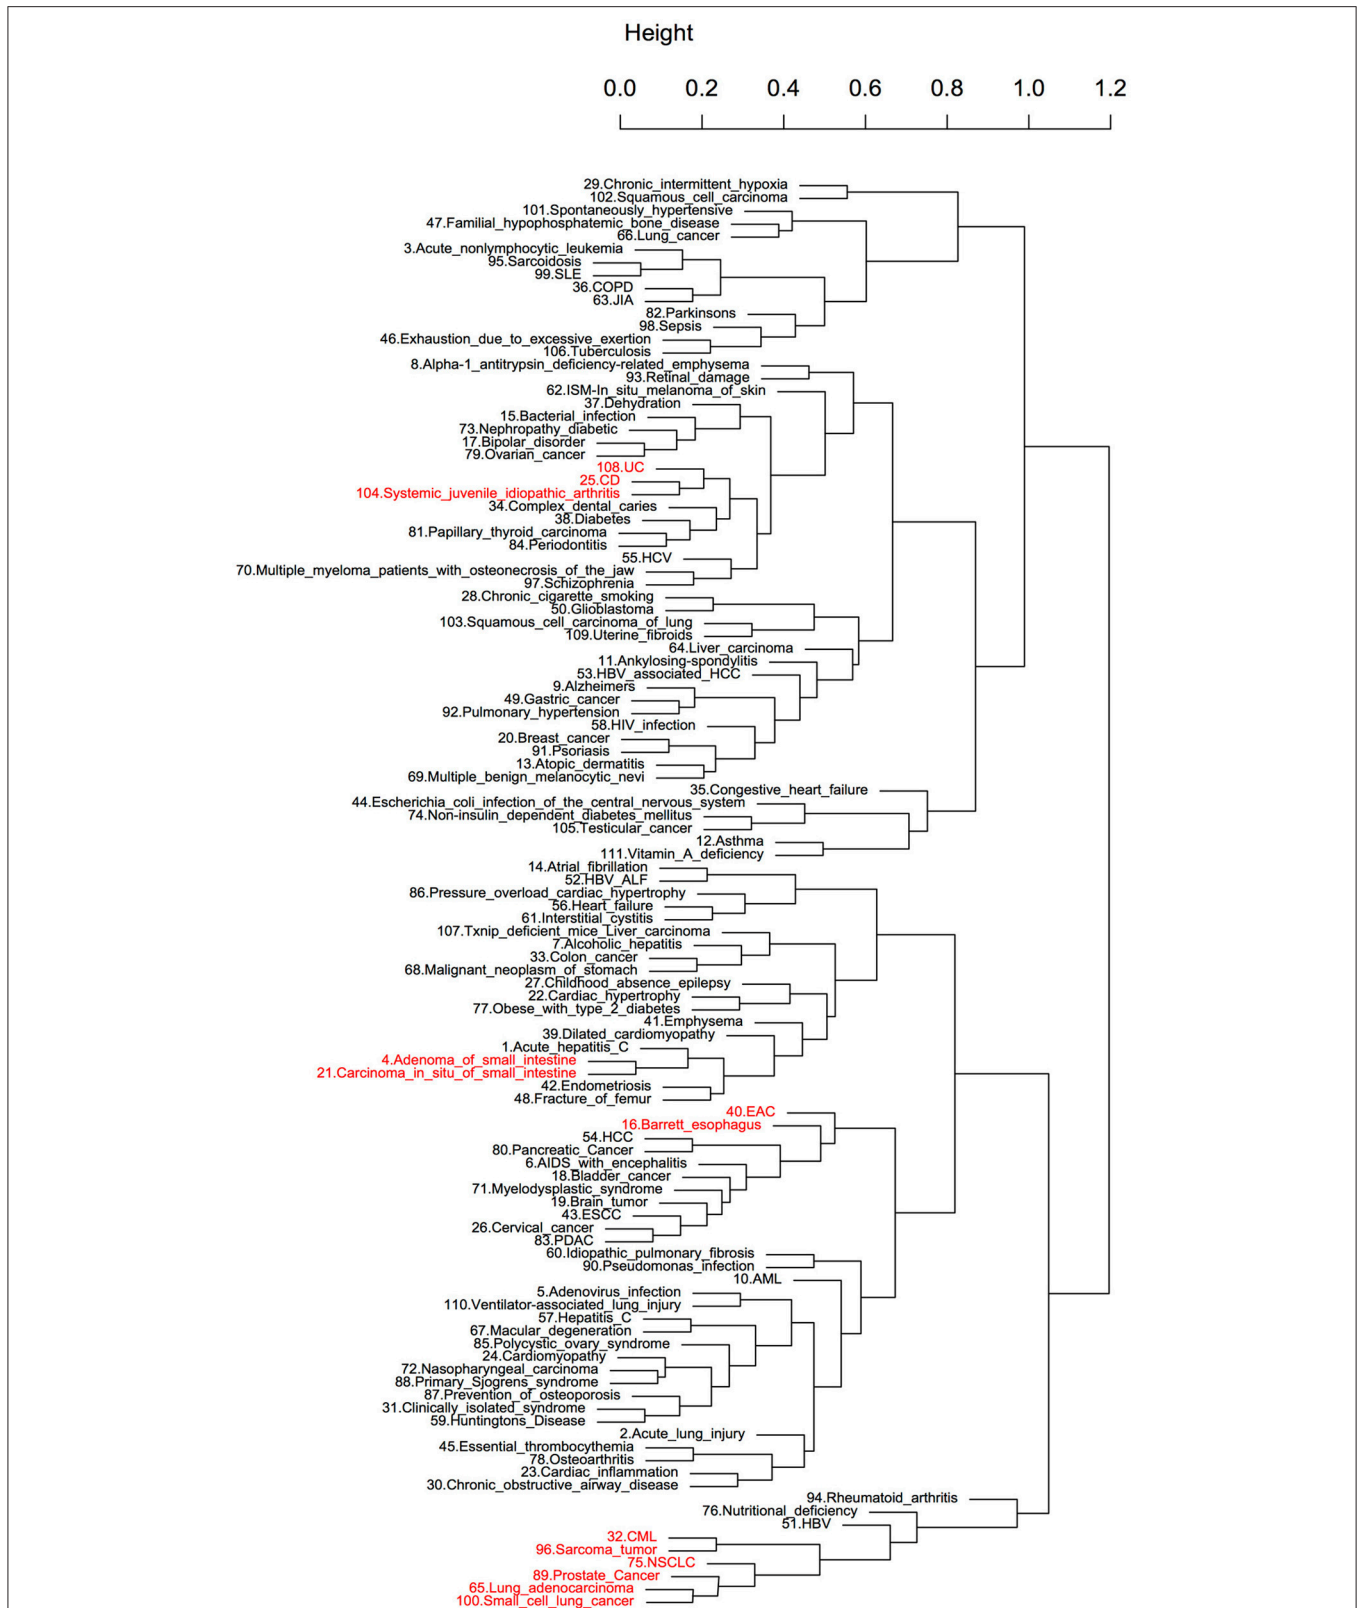 Height
0.0 0.2 0.4 0.6 0.8 1.0 1.2
29.Chronic_intermittent_hypoxia
102.Squamous_cell_carcinoma
101.Spontaneously_hypertensive
47.Familial_hypophosphatemic_bone_disease
66.Lung_cancer
3.Acute_nonlymphocytic_leukemia
95.Sarcoidosis
99.SLE
36.COPD
63.JIA
82.Parkinsons
98.Sepsis
46.Exhaustion_due_to_excessive_exertion
106.Tuberculosis
8.Alpha-1_antitrypsin_deficiency-related_emphysema
93.Retinal_damage
62.ISM-In_situ_melanoma_of_skin
37.Dehydration
15.Bacterial_infection
73.Nephropathy_diabetic
17.Bipolar_disorder
79.Ovarian_cancer
108.UC
25.CD
104.Systemic_juvenile_idiopathic_arthritis
34.Complex_dental_caries
38.Diabetes
81.Papillary_thyroid_carcinoma
84.Periodontitis
55.HCV
70.Multiple_myeloma_patients_with_osteonecrosis_of_the_jaw
97.Schizophrenia
28.Chronic_cigarette_smoking
50.Glioblastoma
103.Squamous_cell_carcinoma_of_lung
109.Uterine_fibroids
64.Liver_carcinoma
11.Ankylosing-spondylitis
53.HBV_associated_HCC
9.Alzheimers
49.Gastric_cancer
92.Pulmonary_hypertension
58.HIV_infection
20.Breast_cancer
91.Psoriasis
13.Atopic_dermatitis
69.Multiple_benign_melanocytic_nevi
35.Congestive_heart_failure
44.Escherichia_coli_infection_of_the_central_nervous_system
74.Non-insulin_dependent_diabetes_mellitus
105.Testicular_cancer
12.Asthma
111.Vitamin_A_deficiency
14.Atrial_fibrillation
52.HBV_ALF
86.Pressure_overload_cardiac_hypertrophy
56.Heart_failure
61.Interstitial_cystitis
107.Txnip_deficient_mice_Liver_carcinoma
7.Alcoholic_hepatitis
33.Colon_cancer
68.Malignant_neoplasm_of_stomach
27.Childhood_absence_epilepsy
22.Cardiac_hypertrophy
77.Obese_with_type_2_diabetes
41.Emphysema
39.Dilated_cardiomyopathy
1.Acute_hepatitis_C
4.Adenoma_of_small_intestine
21.Carcinoma_in_situ_of_small_intestine
42.Endometriosis
48.Fracture_of_femur
40.EAC
16.Barrett_esophagus
54.HCC
80.Pancreatic_Cancer
6.AIDS_with_encephalitis
18.Bladder_cancer
71.Myelodysplastic_syndrome
19.Brain_tumor
43.ESCC
26.Cervical_cancer
83.PDAC
60.Idiopathic_pulmonary_fibrosis
90.Pseudomonas_infection
10.AML
5.Adenovirus_infection
110.Ventilator-associated_lung_injury
57.Hepatitis_C
67.Macular_degeneration
85.Polycystic_ovary_syndrome
24.Cardiomyopathy
72.Nasopharyngeal_carcinoma
88.Primary_Sjogrens_syndrome
87.Prevention_of_osteoporosis
31.Clinically_isolated_syndrome
59.Huntingtons_Disease
2.Acute_lung_injury
45.Essential_thrombocythemia
78.Osteoarthritis
23.Cardiac_inflammation
30.Chronic_obstructive_airway_disease
94.Rheumatoid_arthritis
76.Nutritional_deficiency
51.HBV
32.CML
96.Sarcoma_tumor
75.NSCLC
89.Prostate_Cancer
65.Lung_adenocarcinoma
100.Small_cell_lung_cancer